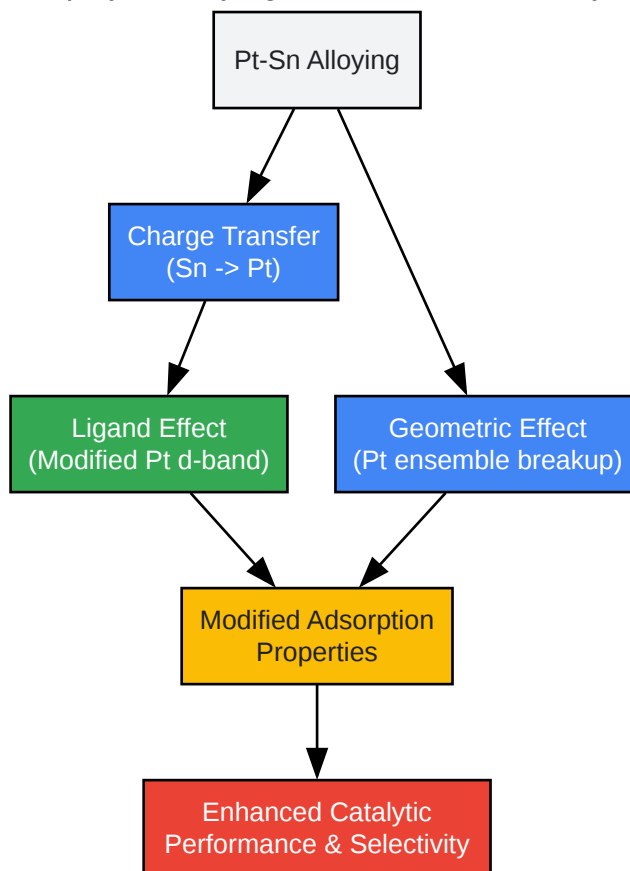 Pt-Sn Alloying
Charge Transfer
(Sn -> Pt)
Ligand Effect
(Modified Pt d-band)
Geometric Effect
(Pt ensemble breakup)
Modified Adsorption
Properties
Enhanced Catalytic
Performance & Selectivity